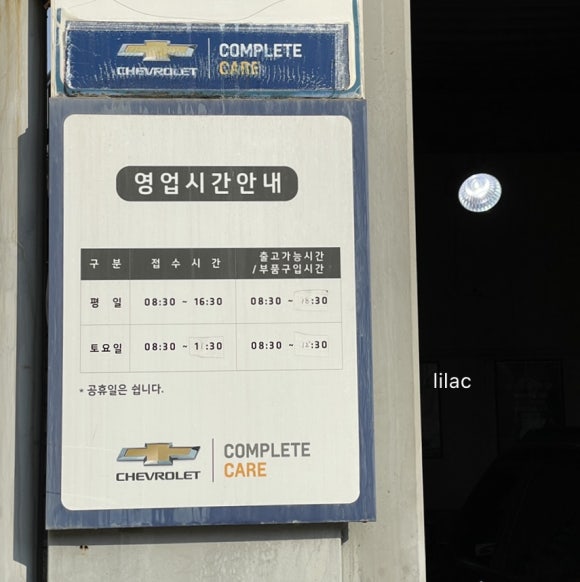 CHEVROLET
COMPLETE
CARE
영업시간안내
구 분 접 수 시 간 출고가능시간
/부품구입시간
평 일 08:30 ~ 16:30 08:30 ~
토요일 08:30 ~ 08:30 ~
* 공휴일은 쉽니다.
lilac
CHEVROLET
COMPLETE
CARE